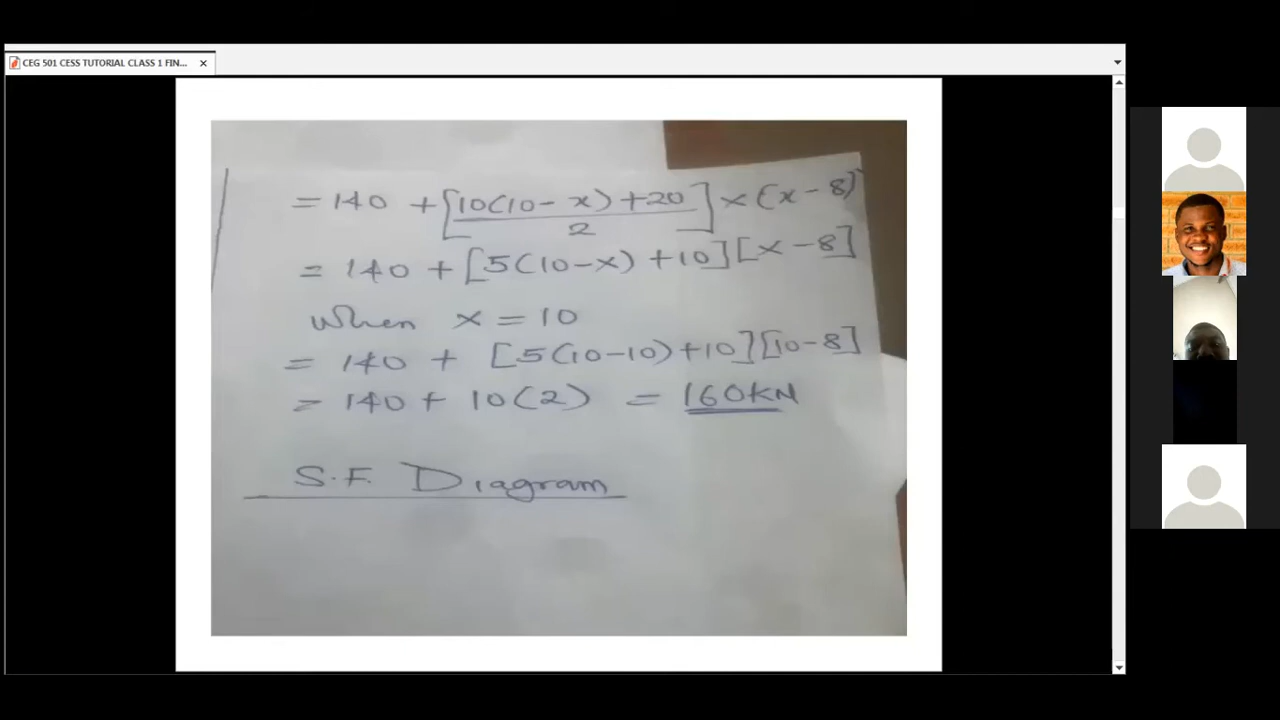 CEG 501 CESS TUTORIAL CLASS 1 FIN...
= 140 + [10(10 - x) + 20 / 2] × (x - 8)
= 140 + [5(10 - x) + 10][x - 8]
When x = 10
= 140 + [5(10 - 10) + 10][10 - 8]
= 140 + 10(2) = 160KN
S.F. Diagram